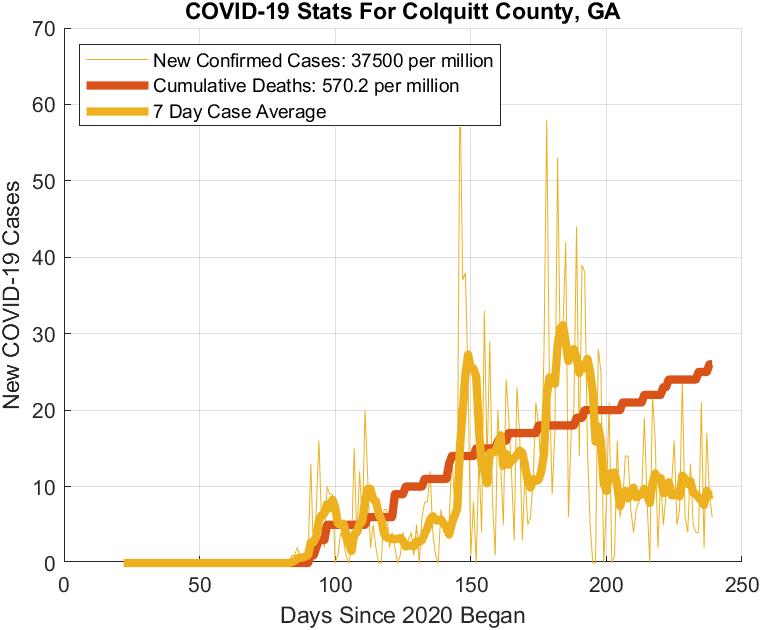 COVID-19 Stats For Colquitt County, GA
70
60
50
40
30
20
10
0
New COVID-19 Cases
New Confirmed Cases: 37500 per million
Cumulative Deaths: 570.2 per million
7 Day Case Average
0 50 100 150 200 250
Days Since 2020 Began